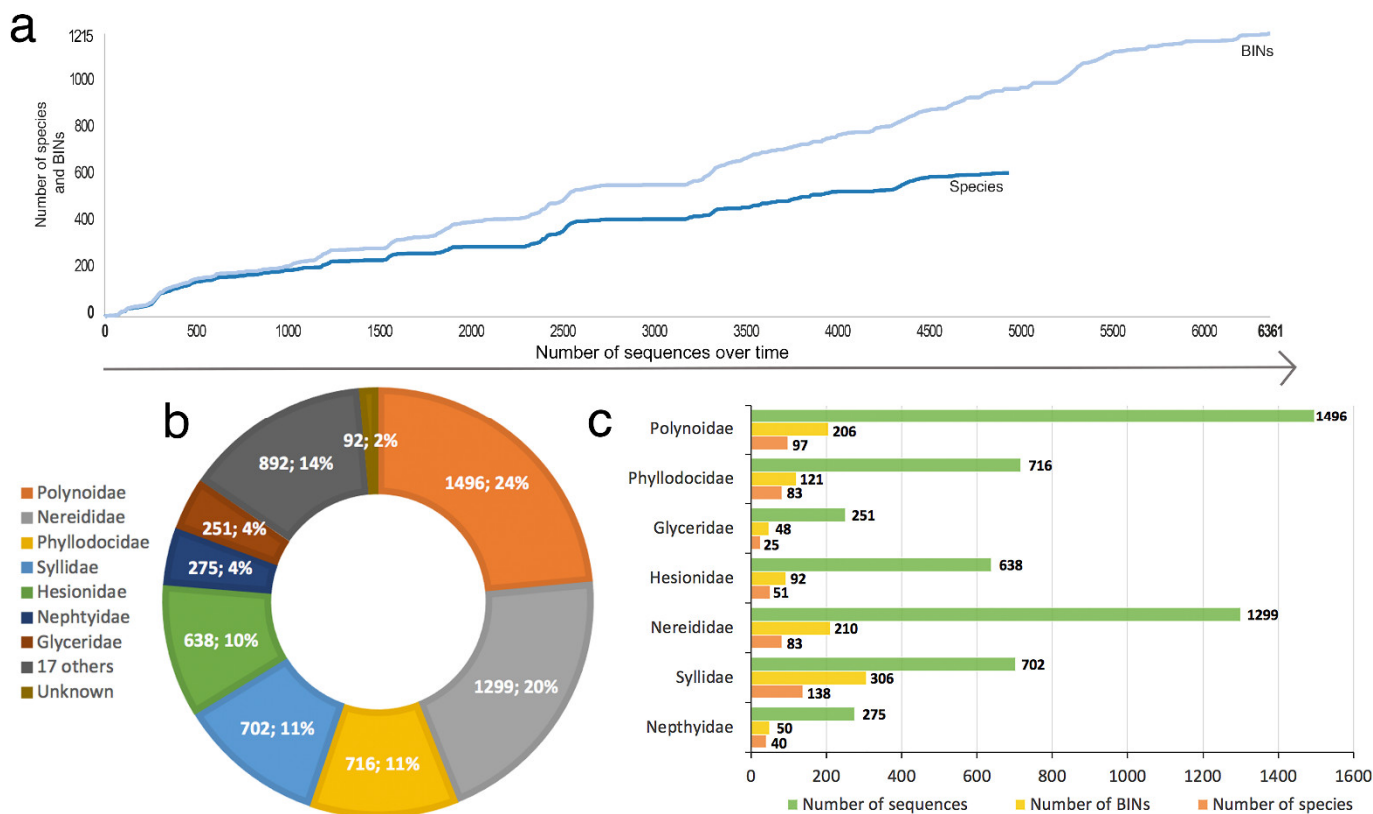 a
1215
1000
800
600
400
200
0
Number of species
and BINs
BINs
Species
0 500 1000 1500 2000 2500 3000 3500 4000 4500 5000 5500 6000 6361
Number of sequences over time
b
Polynoidae
Nereididae
Phyllodocidae
Syllidae
Hesionidae
Nephtyidae
Glyceridae
17 others
Unknown
92; 2%
1496; 24%
892; 14%
251; 4%
275; 4%
638; 10%
1299; 20%
702; 11%
716; 11%
c
Polynoidae 1496
206
97
Phyllodocidae 716
121
83
Glyceridae 251
48
25
Hesionidae 638
92
51
Nereididae 1299
210
83
Syllidae 702
306
138
Nepthyidae 275
50
40
0 200 400 600 800 1000 1200 1400 1600
Number of sequences Number of BINs Number of species